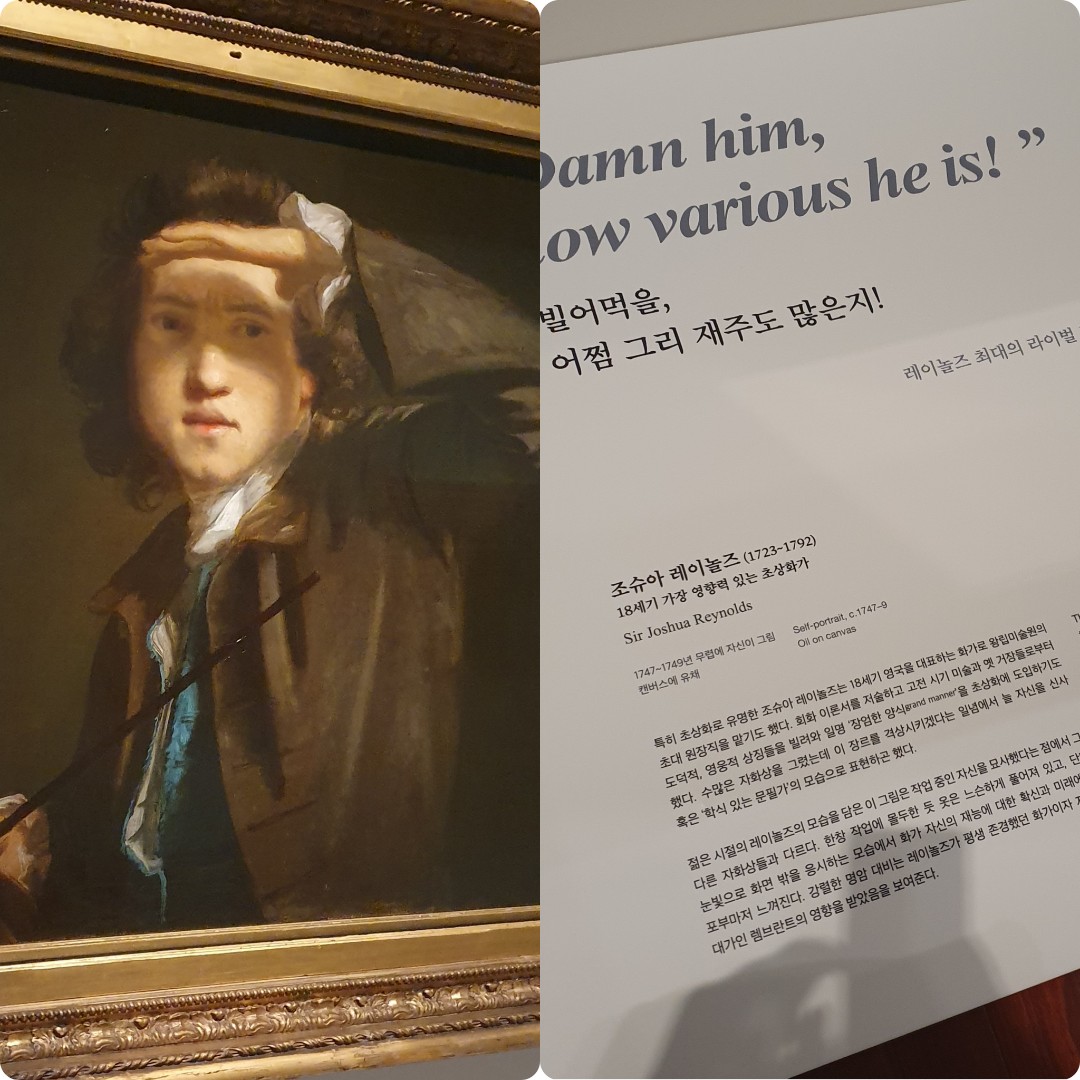 Damn him,
ow various he is! ”
빌어먹을,
어쩜 그리 재주도 많은지!
레이놀즈 최대의 라이벌
조슈아 레이놀즈 (1723~1792)
18세기 가장 영향력 있는 초상화가
Sir Joshua Reynolds
1747~1749년 무렵에 자신이 그림
캔버스에 유채
Self-portrait, c.1747–9
Oil on canvas
특히 초상화로 유명한 조슈아 레이놀즈는 18세기 영국을 대표하는 화가로 왕립미술원의
초대 원장직을 맡기도 했다. 회화 이론서를 저술하고 고전 시기 미술과 옛 거장들로부터
도덕적, 영웅적 상징들을 빌려와 일명 '장엄한 양식grand manner'을 초상화에 도입하기도
했다. 수많은 자화상을 그렸는데 이 장르를 격상시키겠다는 일념에서 늘 자신을 신사
혹은 '학식 있는 문필가'의 모습으로 표현하곤 했다.
젊은 시절의 레이놀즈의 모습을 담은 이 그림은 작업 중인 자신을 묘사했다는 점에서 그
다른 자화상들과 다르다. 한창 작업에 몰두한 듯 옷은 느슨하게 풀어져 있고, 단
눈빛으로 화면 밖을 응시하는 모습에서 화가 자신의 재능에 대한 확신과 미래에
포부마저 느껴진다. 강렬한 명암 대비는 레이놀즈가 평생 존경했던 화가이자
대가인 렘브란트의 영향을 받았음을 보여준다.